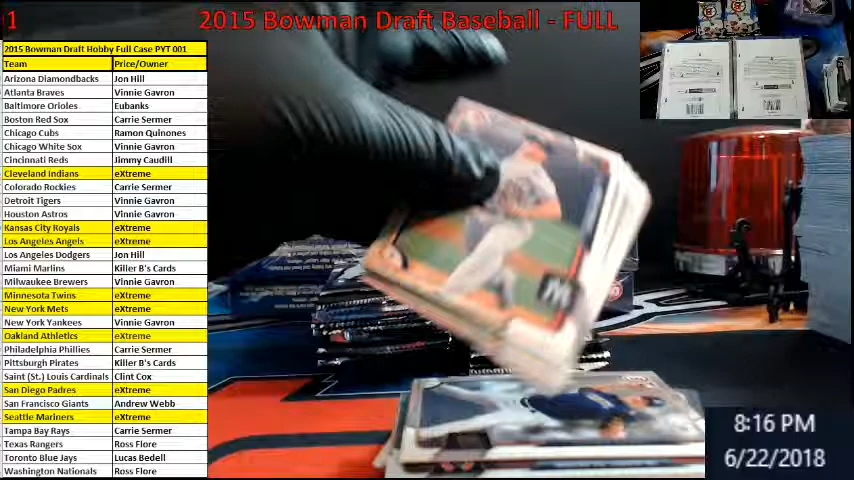 1
2015 Bowman Draft Baseball - FULL
2015 Bowman Draft Hobby Full Case PYT 001
Team Price/Owner
Arizona Diamondbacks Jon Hill
Atlanta Braves Vinnie Gavron
Baltimore Orioles Eubanks
Boston Red Sox Carrie Sermer
Chicago Cubs Ramon Quinones
Chicago White Sox Vinnie Gavron
Cincinnati Reds Jimmy Caudill
Cleveland Indians eXtreme
Colorado Rockies Carrie Sermer
Detroit Tigers Vinnie Gavron
Houston Astros Vinnie Gavron
Kansas City Royals eXtreme
Los Angeles Angels eXtreme
Los Angeles Dodgers Jon Hill
Miami Marlins Killer B's Cards
Milwaukee Brewers Vinnie Gavron
Minnesota Twins eXtreme
New York Mets eXtreme
New York Yankees Vinnie Gavron
Oakland Athletics eXtreme
Philadelphia Phillies Carrie Sermer
Pittsburgh Pirates Killer B's Cards
Saint (St.) Louis Cardinals Clint Cox
San Diego Padres eXtreme
San Francisco Giants Andrew Webb
Seattle Mariners eXtreme
Tampa Bay Rays Carrie Sermer
Texas Rangers Ross Flore
Toronto Blue Jays Lucas Bedell
Washington Nationals Ross Flore
8:16 PM
6/22/2018